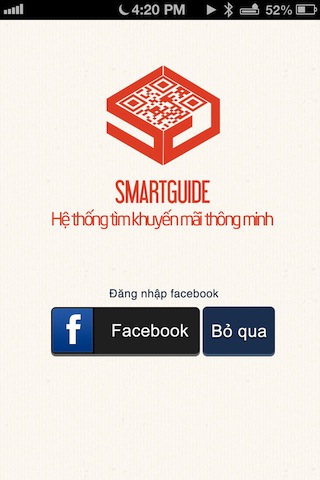 4:20 PM
52%
SMARTGUIDE
Hệ thống tìm khuyến mãi thông minh
Đăng nhập facebook
f Facebook Bỏ qua